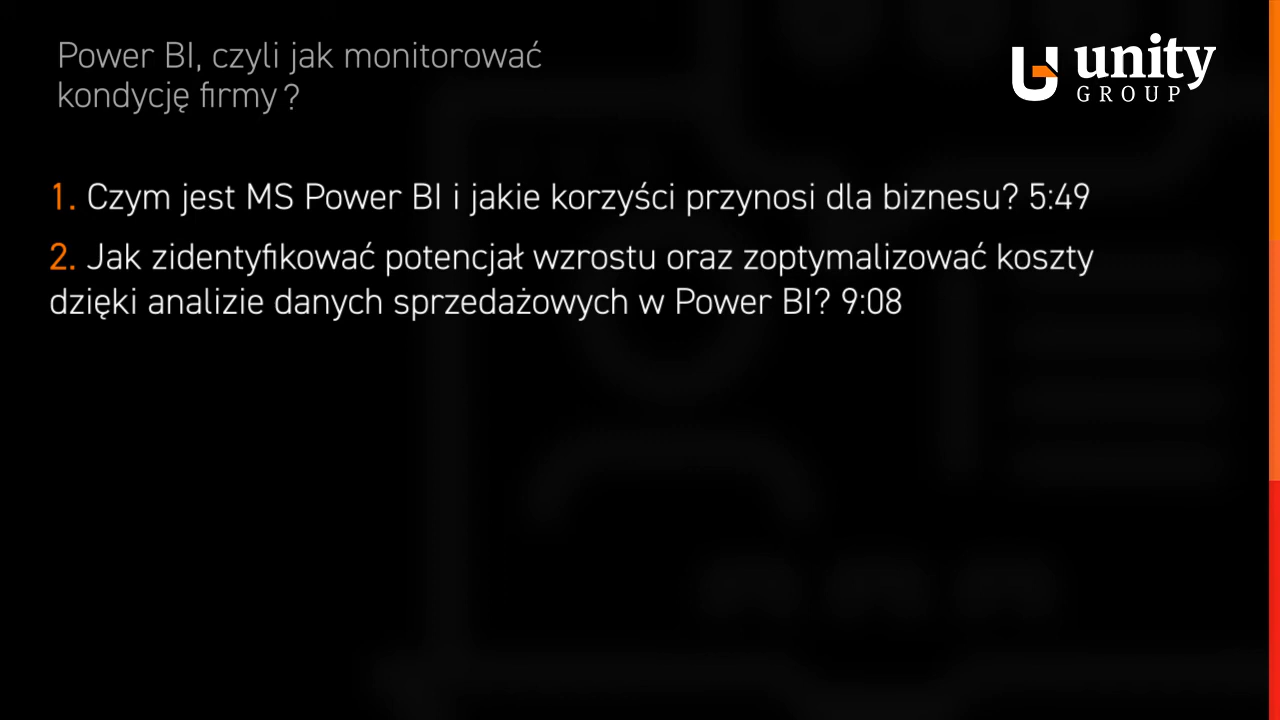 Power BI, czyli jak monitorować
kondycję firmy ?
unity
GROUP
1. Czym jest MS Power BI i jakie korzyści przynosi dla biznesu? 5:49
2. Jak zidentyfikować potencjał wzrostu oraz zoptymalizować koszty
dzięki analizie danych sprzedażowych w Power BI? 9:08